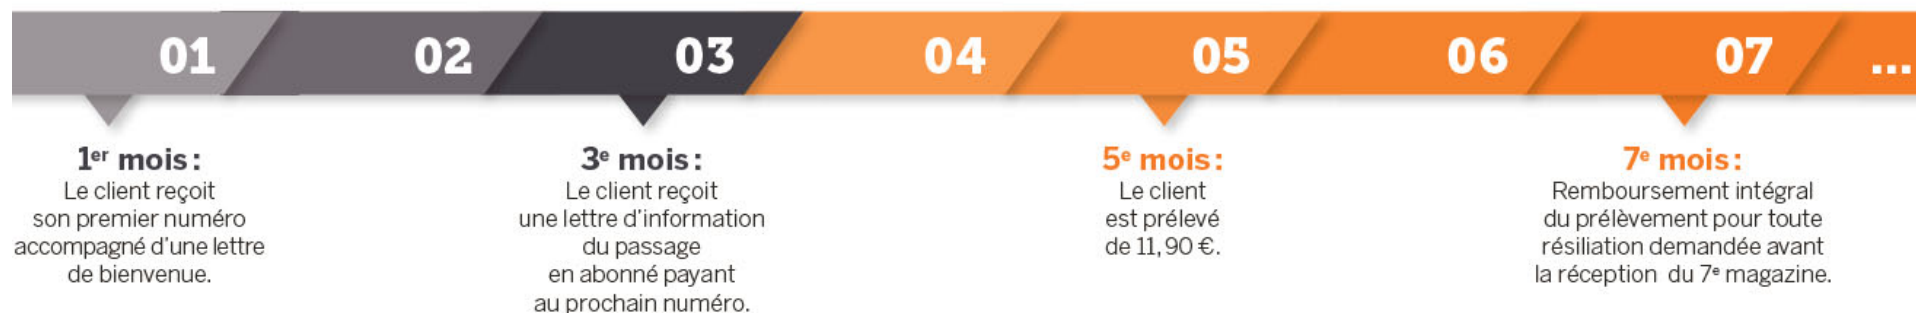 01 02 03 04 05 06 07 ...
1er mois :
Le client reçoit
son premier numéro
accompagné d'une lettre
de bienvenue.
3e mois :
Le client reçoit
une lettre d'information
du passage
en abonné payant
au prochain numéro.
5e mois :
Le client
est prélevé
de 11,90 €.
7e mois :
Remboursement intégral
du prélèvement pour toute
résiliation demandée avant
la réception du 7e magazine.